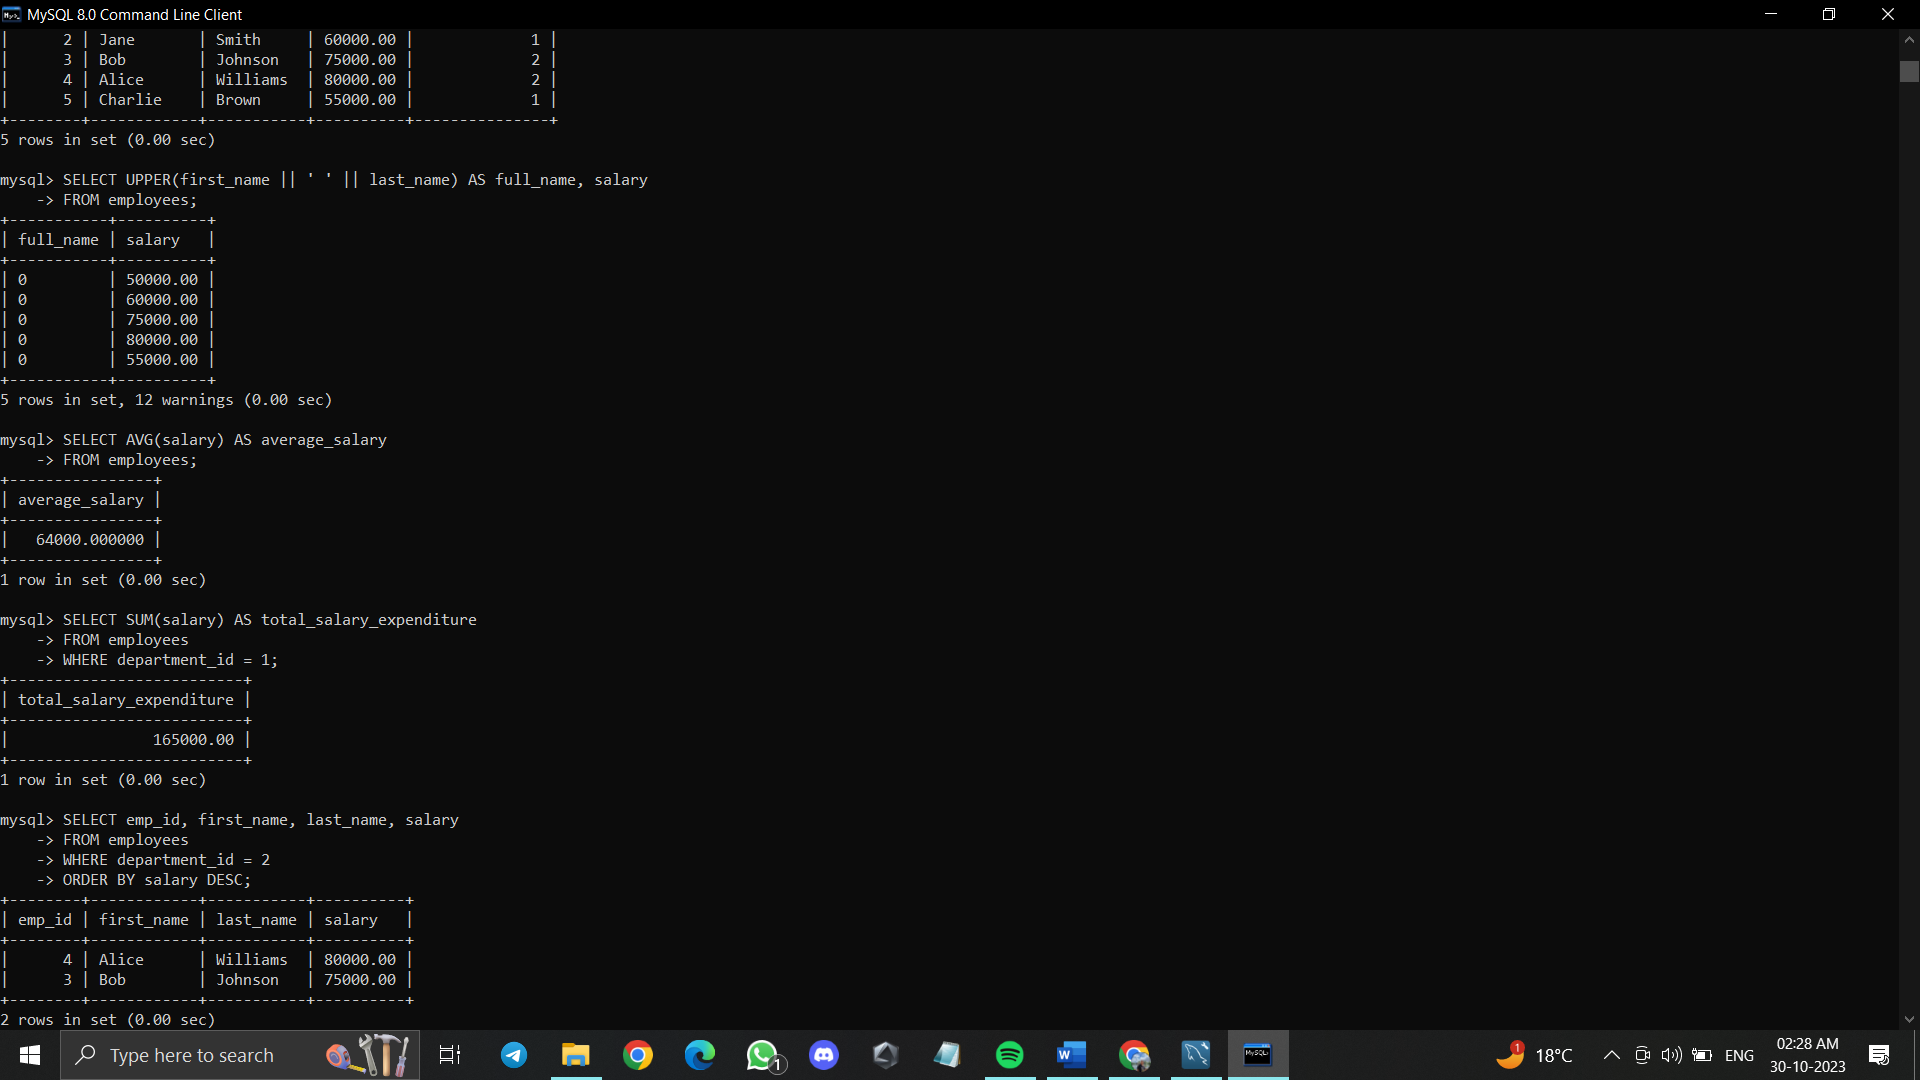 MySQL 8.0 Command Line Client
|      2 | Jane       | Smith     | 60000.00 |             1 |
|      3 | Bob        | Johnson   | 75000.00 |             2 |
|      4 | Alice      | Williams  | 80000.00 |             2 |
|      5 | Charlie    | Brown     | 55000.00 |             1 |
+--------+------------+-----------+----------+---------------+
5 rows in set (0.00 sec)
mysql> SELECT UPPER(first_name || ' ' || last_name) AS full_name, salary
    -> FROM employees;
+-----------+----------+
| full_name | salary   |
+-----------+----------+
| 0         | 50000.00 |
| 0         | 60000.00 |
| 0         | 75000.00 |
| 0         | 80000.00 |
| 0         | 55000.00 |
+-----------+----------+
5 rows in set, 12 warnings (0.00 sec)
mysql> SELECT AVG(salary) AS average_salary
    -> FROM employees;
+----------------+
| average_salary |
+----------------+
|   64000.000000 |
+----------------+
1 row in set (0.00 sec)
mysql> SELECT SUM(salary) AS total_salary_expenditure
    -> FROM employees
    -> WHERE department_id = 1;
+--------------------------+
| total_salary_expenditure |
+--------------------------+
|                165000.00 |
+--------------------------+
1 row in set (0.00 sec)
mysql> SELECT emp_id, first_name, last_name, salary
    -> FROM employees
    -> WHERE department_id = 2
    -> ORDER BY salary DESC;
+--------+------------+-----------+----------+
| emp_id | first_name | last_name | salary   |
+--------+------------+-----------+----------+
|      4 | Alice      | Williams  | 80000.00 |
|      3 | Bob        | Johnson   | 75000.00 |
+--------+------------+-----------+----------+
2 rows in set (0.00 sec)
Type here to search
1
W
MySQL
1
18°C
ENG
02:28 AM
30-10-2023